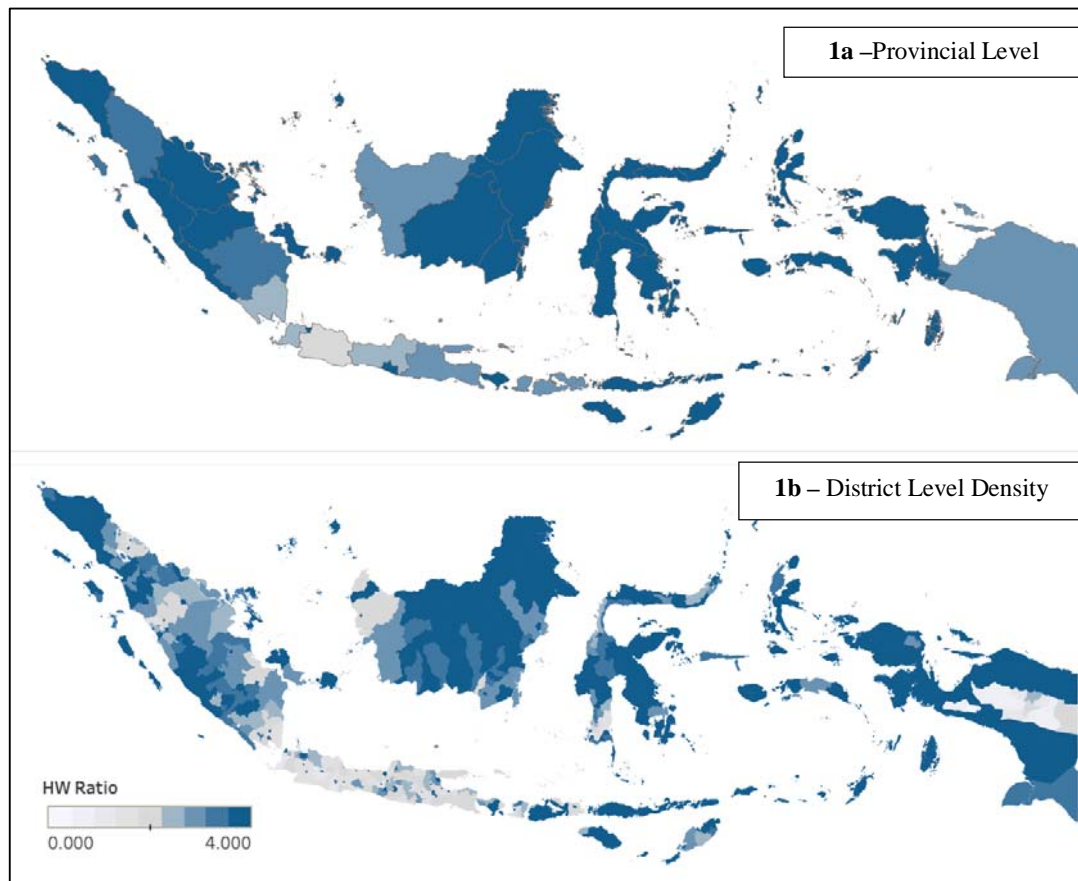 1a –Provincial Level
1b – District Level Density
HW Ratio
0.000 4.000